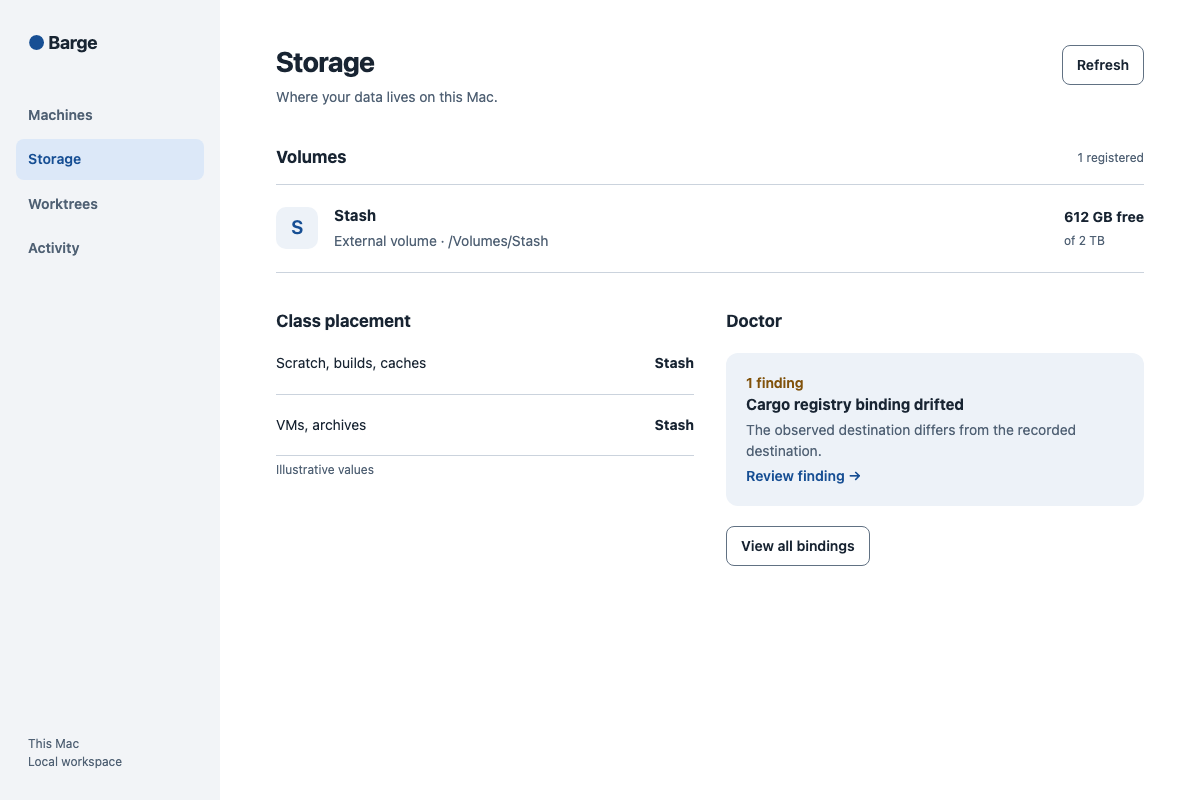 Barge
Machines
Storage
Worktrees
Activity
This Mac
Local workspace
Storage
Where your data lives on this Mac.
Refresh
Volumes
1 registered
S
Stash
External volume · /Volumes/Stash
612 GB free
of 2 TB
Class placement
Scratch, builds, caches
Stash
VMs, archives
Stash
Illustrative values
Doctor
1 finding
Cargo registry binding drifted
The observed destination differs from the recorded
destination.
Review finding →
View all bindings